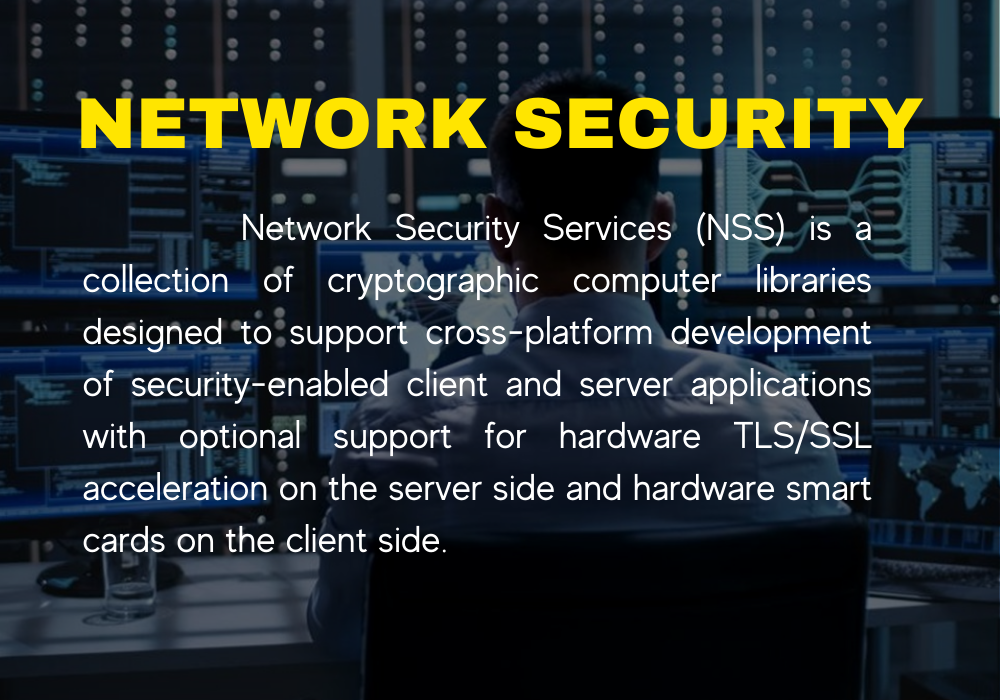 NETWORK SECURITY
Network Security Services (NSS) is a
collection of cryptographic computer libraries
designed to support cross-platform development
of security-enabled client and server applications
with optional support for hardware TLS/SSL
acceleration on the server side and hardware smart
cards on the client side.